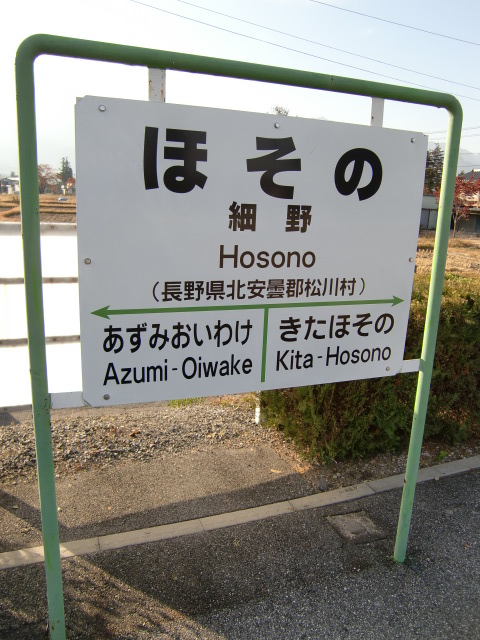 ほその
細野
Hosono
(長野県北安曇郡松川村)
あずみおいわけ きたほその
Azumi-Oiwake Kita-Hosono